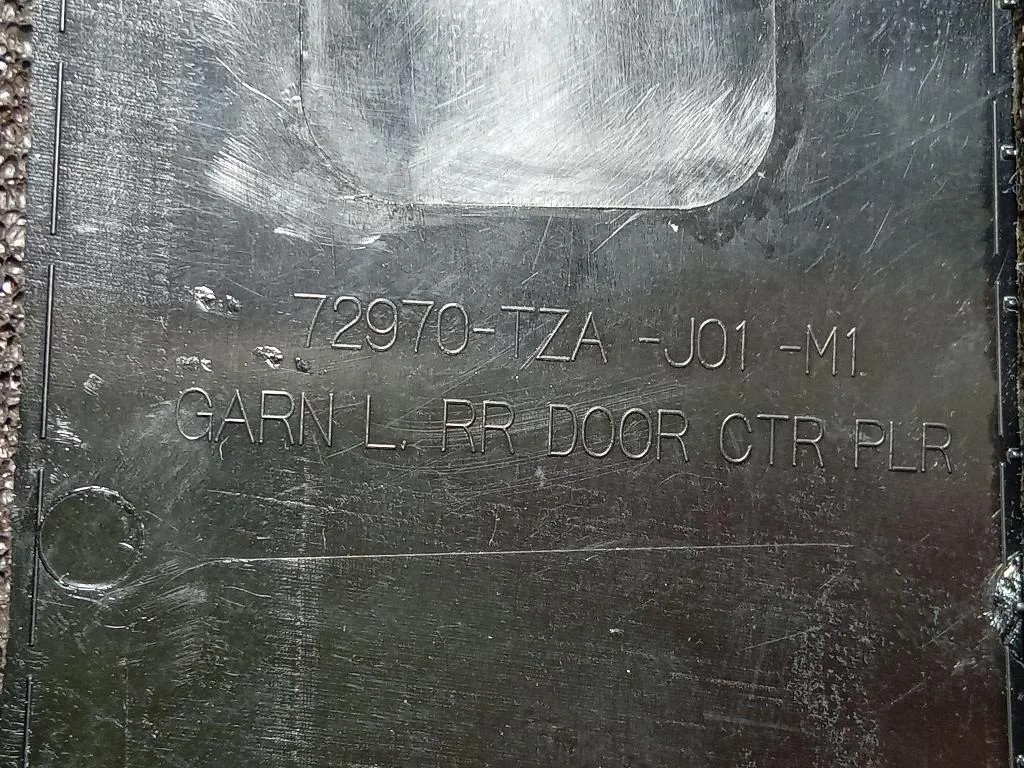 72970-TZA -J01 -M1
GARN L. RR DOOR CTR PLR